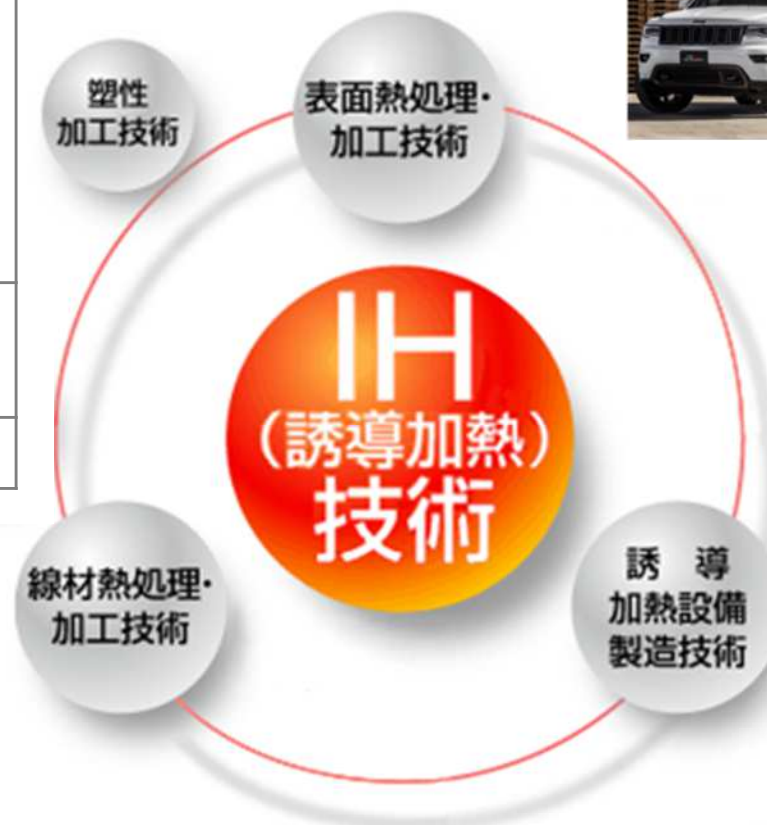 塑性
加工技術
表面熱処理・
加工技術
IH
（誘導加熱）
技術
線材熱処理・
加工技術
誘　導
加熱設備
製造技術